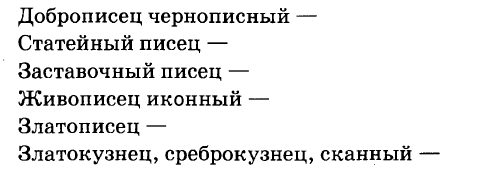 Доброписец чернописный —
Статейный писец —
Заставочный писец —
Живописец иконный —
Златописец —
Златокузнец, среброкузнец, сканный —